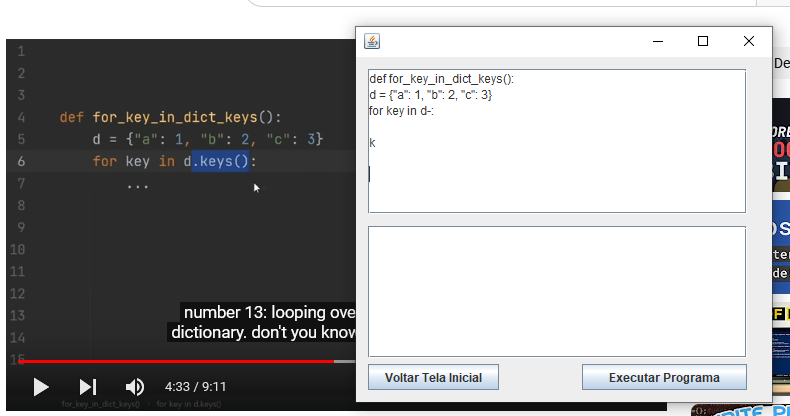 1
2
3
4 def for_key_in_dict_keys():
5 d = {"a": 1, "b": 2, "c": 3}
6 for key in d.keys():
7 ...
8
9
10
11
12
13
14
15
number 13: looping ove
dictionary. don't you know
4:33 / 9:11
for_key_in_dict_keys() › for key in d.keys()
def for_key_in_dict_keys():
d = {"a": 1, "b": 2, "c": 3}
for key in d-:
k
Voltar Tela Inicial
Executar Programa
De